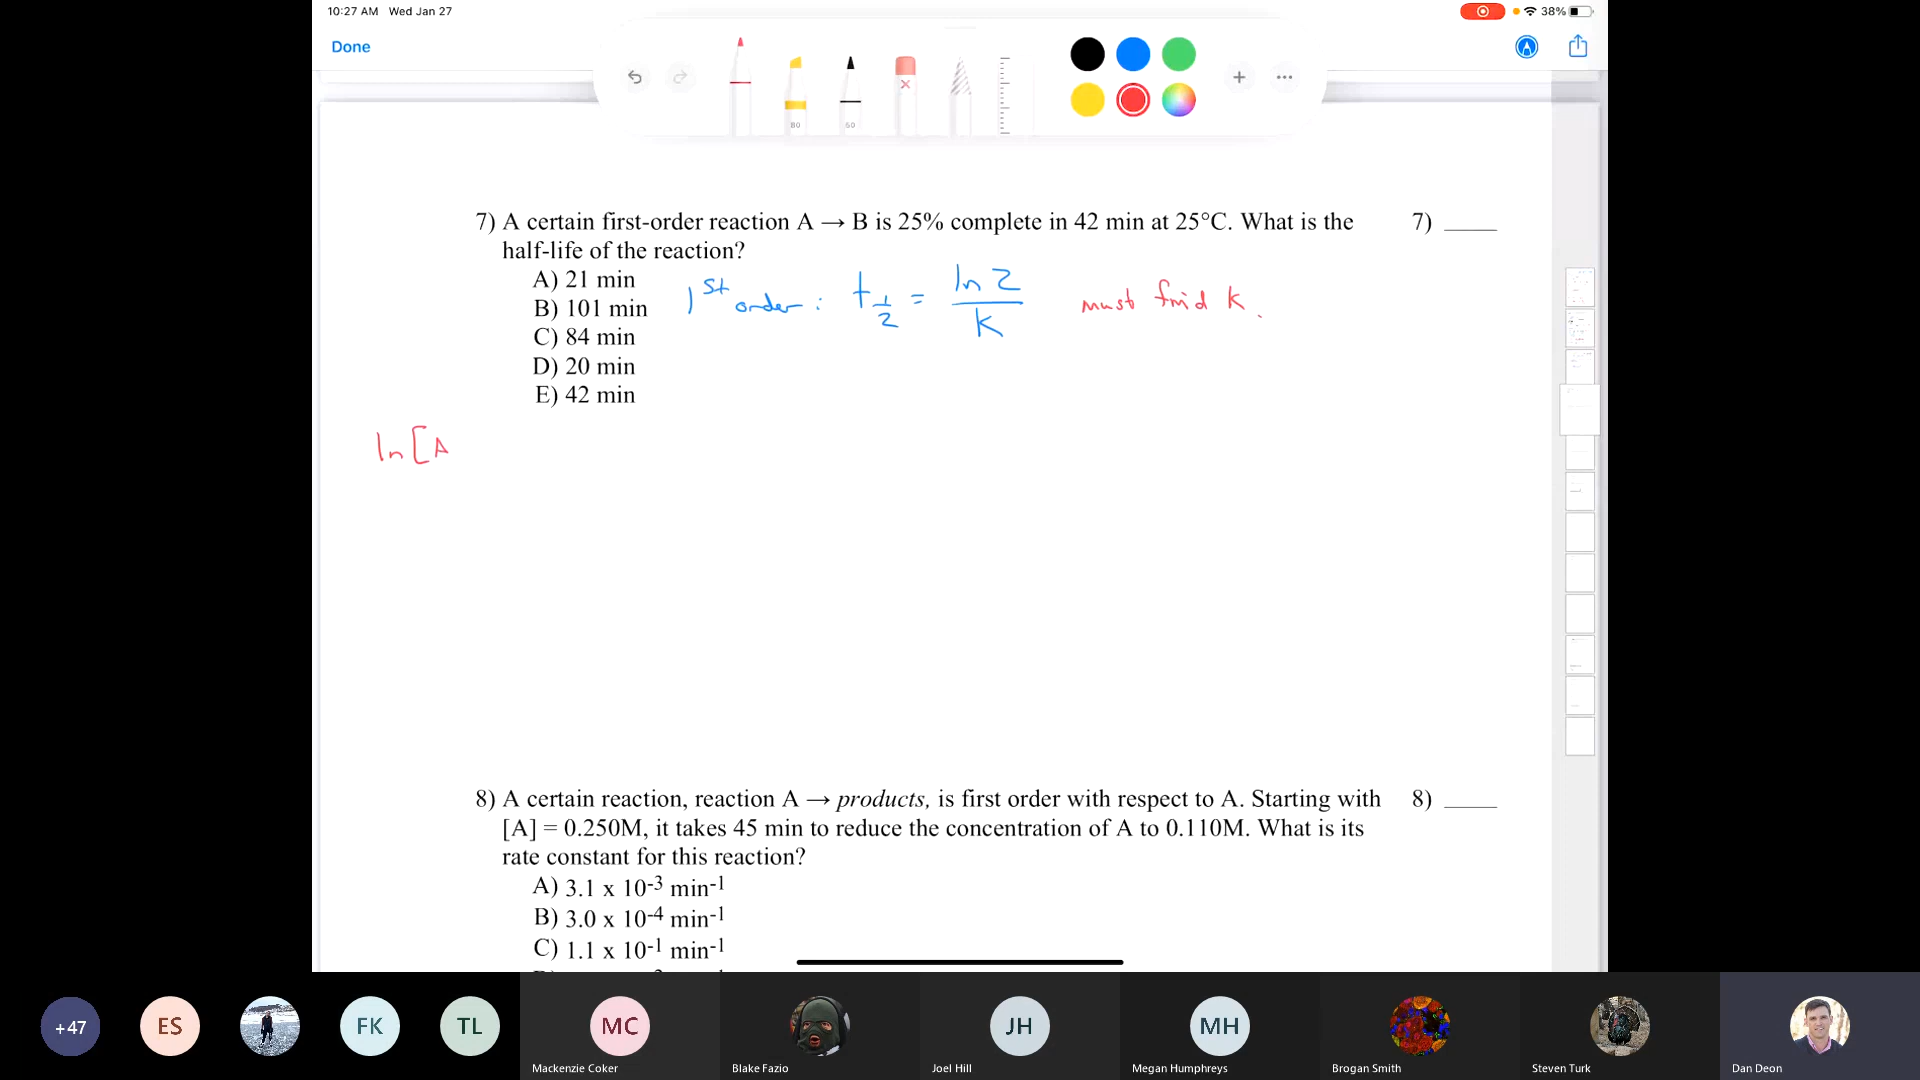 10:27 AM Wed Jan 27
38%
Done
80
60
7) A certain first-order reaction A → B is 25% complete in 42 min at 25°C. What is the
7) _____
half-life of the reaction?
A) 21 min
B) 101 min
C) 84 min
D) 20 min
E) 42 min
1st order: t 1/2 = ln 2 / k
must find k.
ln[A
8) A certain reaction, reaction A → products, is first order with respect to A. Starting with
8) _____
[A] = 0.250M, it takes 45 min to reduce the concentration of A to 0.110M. What is its
rate constant for this reaction?
A) 3.1 x 10-3 min-1
B) 3.0 x 10-4 min-1
C) 1.1 x 10-1 min-1
+47
ES
FK
TL
MC
JH
MH
Mackenzie Coker
Blake Fazio
Joel Hill
Megan Humphreys
Brogan Smith
Steven Turk
Dan Deon